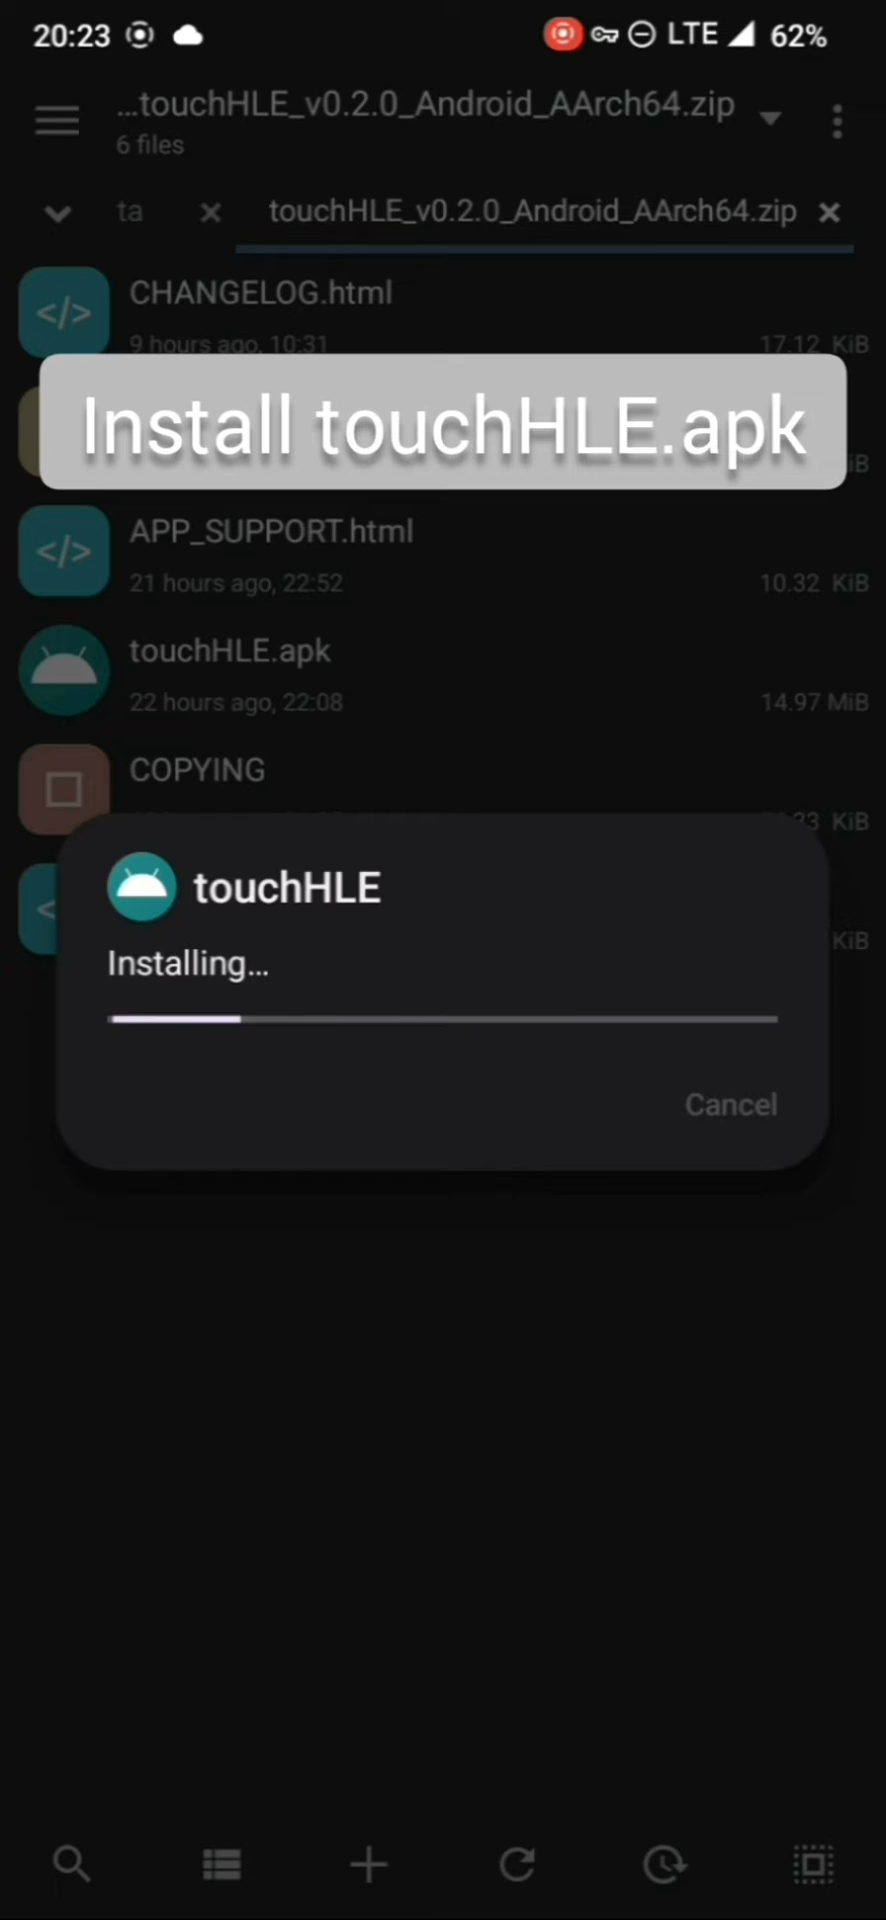 20:23 LTE 62%
...touchHLE_v0.2.0_Android_AArch64.zip
6 files
ta touchHLE_v0.2.0_Android_AArch64.zip
CHANGELOG.html
9 hours ago, 10:31 17.12 KiB
Install touchHLE.apk
iB
APP_SUPPORT.html
21 hours ago, 22:52 10.32 KiB
touchHLE.apk
22 hours ago, 22:08 14.97 MiB
COPYING
33 KiB
touchHLE
KiB
Installing...
Cancel